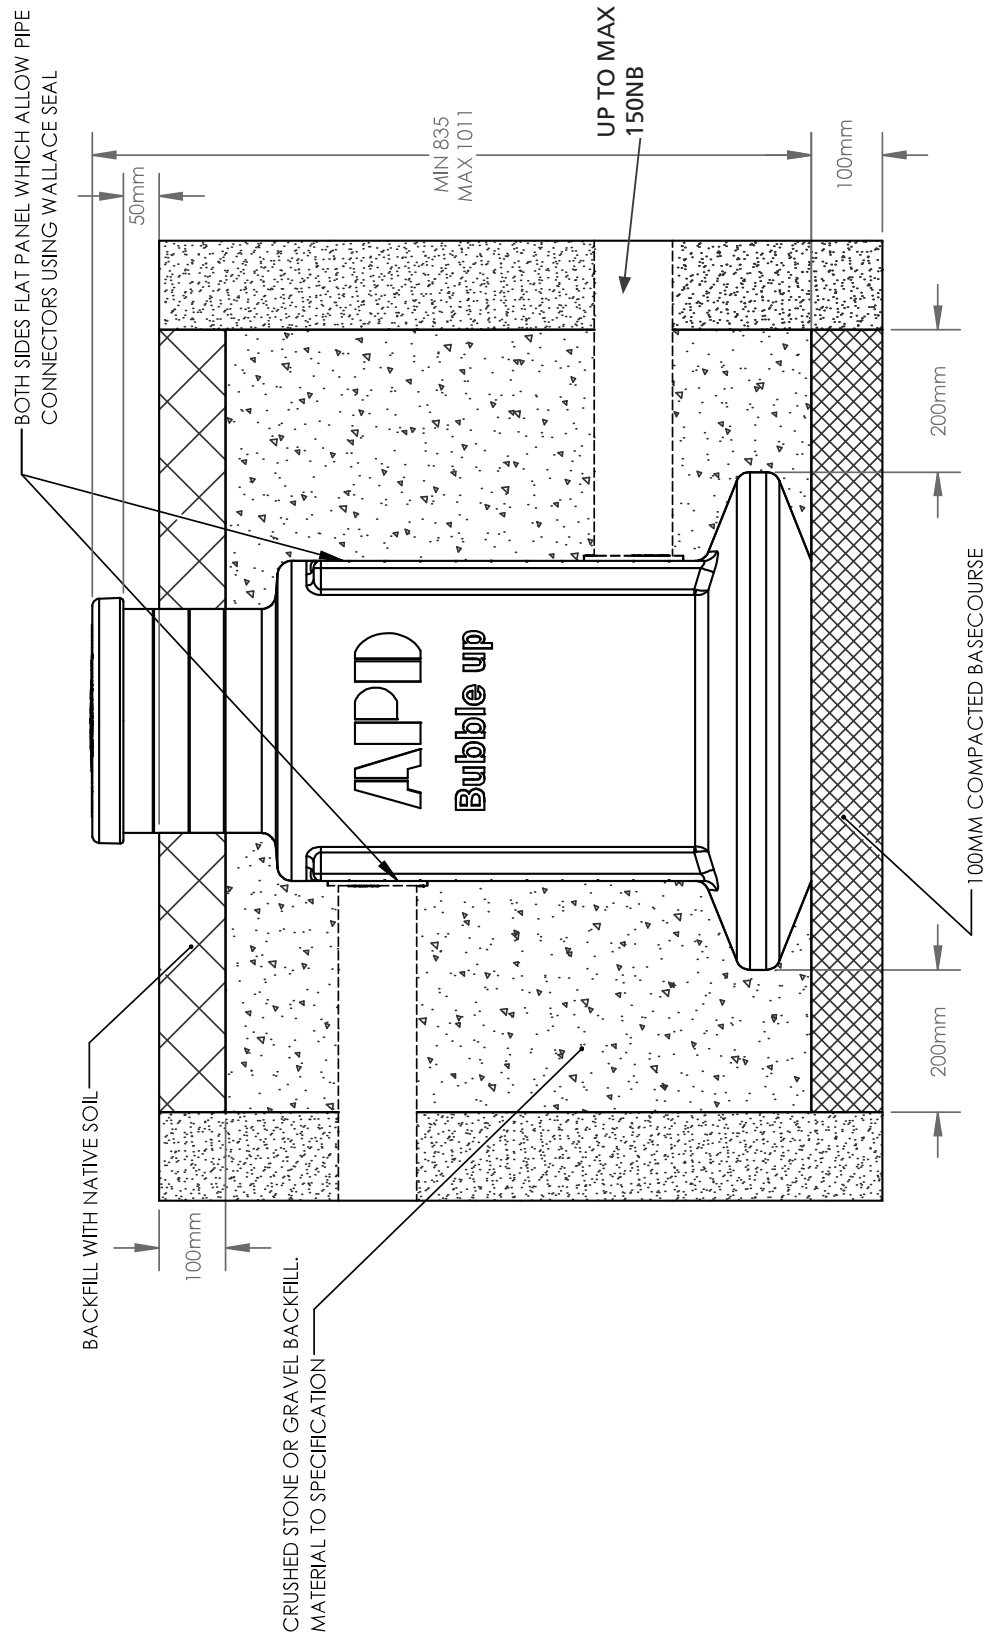 BOTH SIDES FLAT PANEL WHICH ALLOW PIPE
CONNECTORS USING WALLACE SEAL
BACKFILL WITH NATIVE SOIL
50mm
MIN 835
MAX 1011
UP TO MAX
150NB
100mm
100mm
CRUSHED STONE OR GRAVEL BACKFILL.
MATERIAL TO SPECIFICATION
APD
Bubble up
200mm
200mm
100MM COMPACTED BASECOURSE